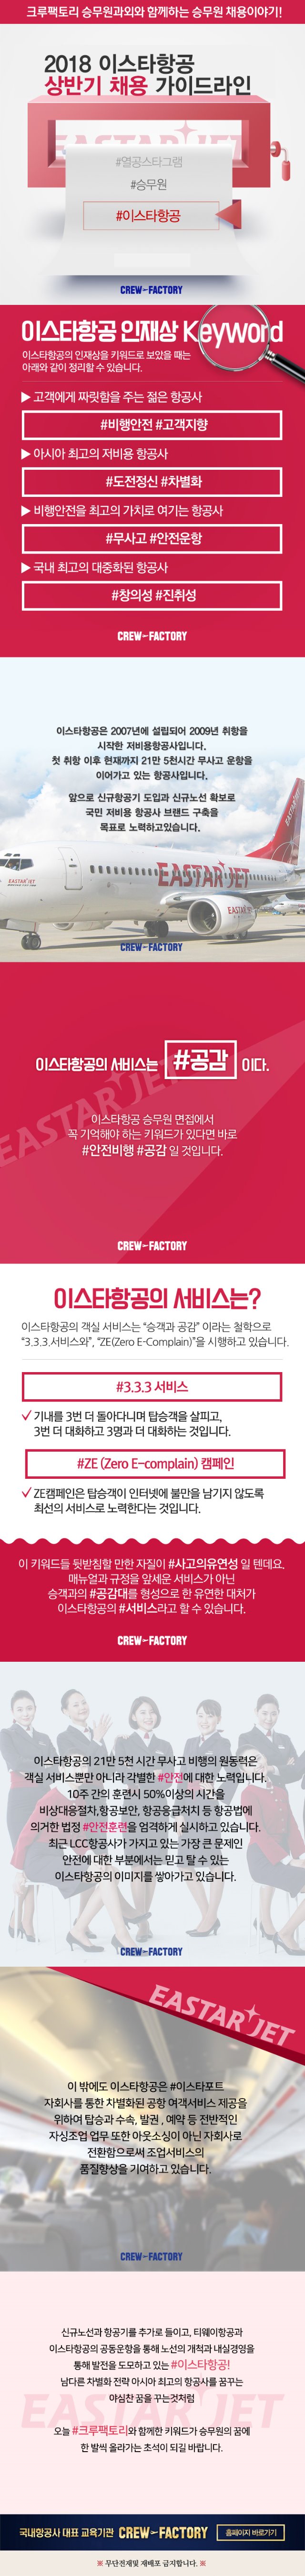 크루팩토리 승무원과외와 함께하는 승무원 채용이야기!
2018 이스타항공
상반기 채용 가이드라인
EASTAR JET
#열공스타그램
#승무원
#이스타항공
CREW-FACTORY
이스타항공 인재상 Keyword
이스타항공의 인재상을 키워드로 보았을 때는
아래와 같이 정리할 수 있습니다.
▶ 고객에게 짜릿함을 주는 젊은 항공사
#비행안전 #고객지향
▶ 아시아 최고의 저비용 항공사
#도전정신 #차별화
▶ 비행안전을 최고의 가치로 여기는 항공사
#무사고 #안전운항
▶ 국내 최고의 대중화된 항공사
#창의성 #진취성
CREW-FACTORY
이스타항공은 2007년에 설립되어 2009년 취항을
시작한 저비용항공사입니다.
첫 취항 이후 현재까지 21만 5천시간 무사고 운항을
이어가고 있는 항공사입니다.
앞으로 신규항공기 도입과 신규노선 확보로
국민 저비용 항공사 브랜드 구축을
목표로 노력하고있습니다.
EASTAR JET
EASTAR JET
EASTAR JET
CREW-FACTORY
이스타항공의 서비스는 #공감 이다.
EASTAR JET
이스타항공 승무원 면접에서
꼭 기억해야 하는 키워드가 있다면 바로
#안전비행 #공감 일 것입니다.
CREW-FACTORY
이스타항공의 서비스는?
이스타항공의 객실 서비스는 “승객과 공감” 이라는 철학으로
“3.3.3.서비스와”, “ZE(Zero E-Complain)”을 시행하고 있습니다.
#3.3.3 서비스
✓ 기내를 3번 더 돌아다니며 탑승객을 살피고,
3번 더 대화하고 3명과 더 대화하는 것입니다.
#ZE (Zero E-complain) 캠페인
✓ ZE캠페인은 탑승객이 인터넷에 불만을 남기지 않도록
최선의 서비스로 노력한다는 것입니다.
이 키워드들 뒷받침할 만한 자질이 #사고의유연성 일 텐데요.
매뉴얼과 규정을 앞세운 서비스가 아닌
승객과의 #공감대를 형성으로 한 유연한 대처가
이스타항공의 #서비스라고 할 수 있습니다.
CREW-FACTORY
이스타항공의 21만 5천 시간 무사고 비행의 원동력은
객실 서비스뿐만 아니라 각별한 #안전에 대한 노력입니다.
10주 간의 훈련시 50%이상의 시간을
비상대응절차,항공보안, 항공응급처치 등 항공법에
의거한 법정 #안전훈련을 엄격하게 실시하고 있습니다.
최근 LCC항공사가 가지고 있는 가장 큰 문제인
안전에 대한 부분에서는 믿고 탈 수 있는
이스타항공의 이미지를 쌓아가고 있습니다.
CREW-FACTORY
EASTAR JET
이 밖에도 이스타항공은 #이스타포트
자회사를 통한 차별화된 공항 여객서비스 제공을
위하여 탑승과 수속, 발권 , 예약 등 전반적인
자싱조업 업무 또한 아웃소싱이 아닌 자회사로
전환함으로써 조업서비스의
품질향상을 기여하고 있습니다.
CREW-FACTORY
신규노선과 항공기를 추가로 들이고, 티웨이항공과
이스타항공의 공동운항을 통해 노선의 개척과 내실경영을
통해 발전을 도모하고 있는 #이스타항공!
남다른 차별화 전략 아시아 최고의 항공사를 꿈꾸는
야심찬 꿈을 꾸는것처럼
EASTAR JET
오늘 #크루팩토리와 함께한 키워드가 승무원의 꿈에
한 발씩 올라가는 초석이 되길 바랍니다.
국내항공사 대표 교육기관 CREW-FACTORY 홈페이지 바로가기
※ 무단전재및 재배포 금지합니다. ※